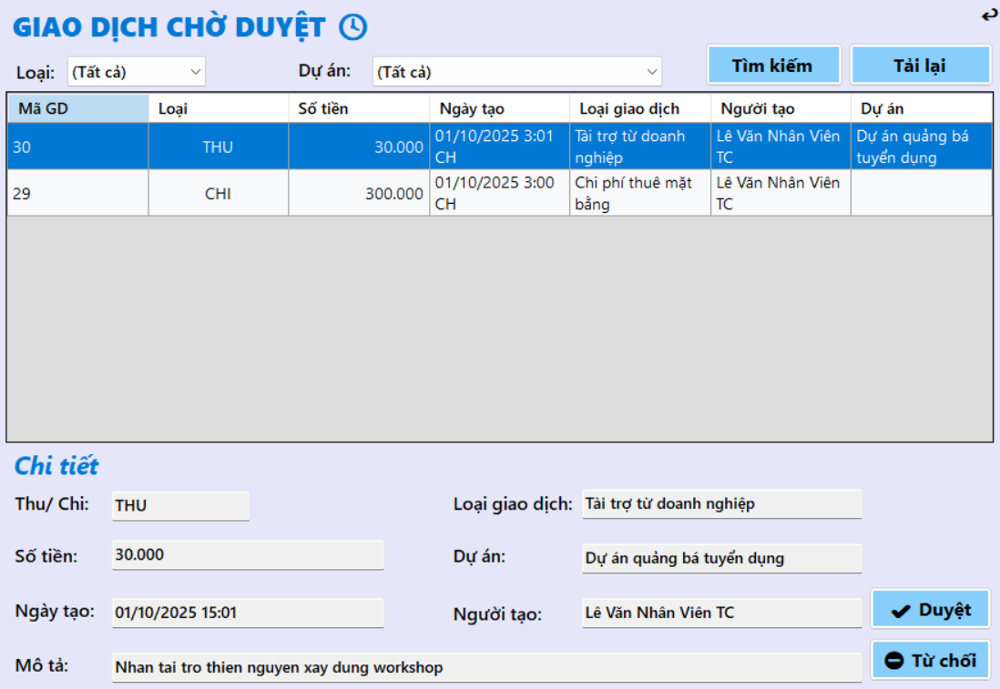 GIAO DỊCH CHỜ DUYỆT
Loại: (Tất cả) Dự án: (Tất cả) Tìm kiếm Tải lại
Mã GD Loại Số tiền Ngày tạo Loại giao dịch Người tạo Dự án
30 THU 30.000 01/10/2025 3:01 CH Tài trợ từ doanh nghiệp Lê Văn Nhân Viên TC Dự án quảng bá tuyển dụng
29 CHI 300.000 01/10/2025 3:00 CH Chi phí thuê mặt bằng Lê Văn Nhân Viên TC
Chi tiết
Thu/ Chi: THU Loại giao dịch: Tài trợ từ doanh nghiệp
Số tiền: 30.000 Dự án: Dự án quảng bá tuyển dụng
Ngày tạo: 01/10/2025 15:01 Người tạo: Lê Văn Nhân Viên TC Duyệt
Mô tả: Nhan tai tro thien nguyen xay dung workshop Từ chối